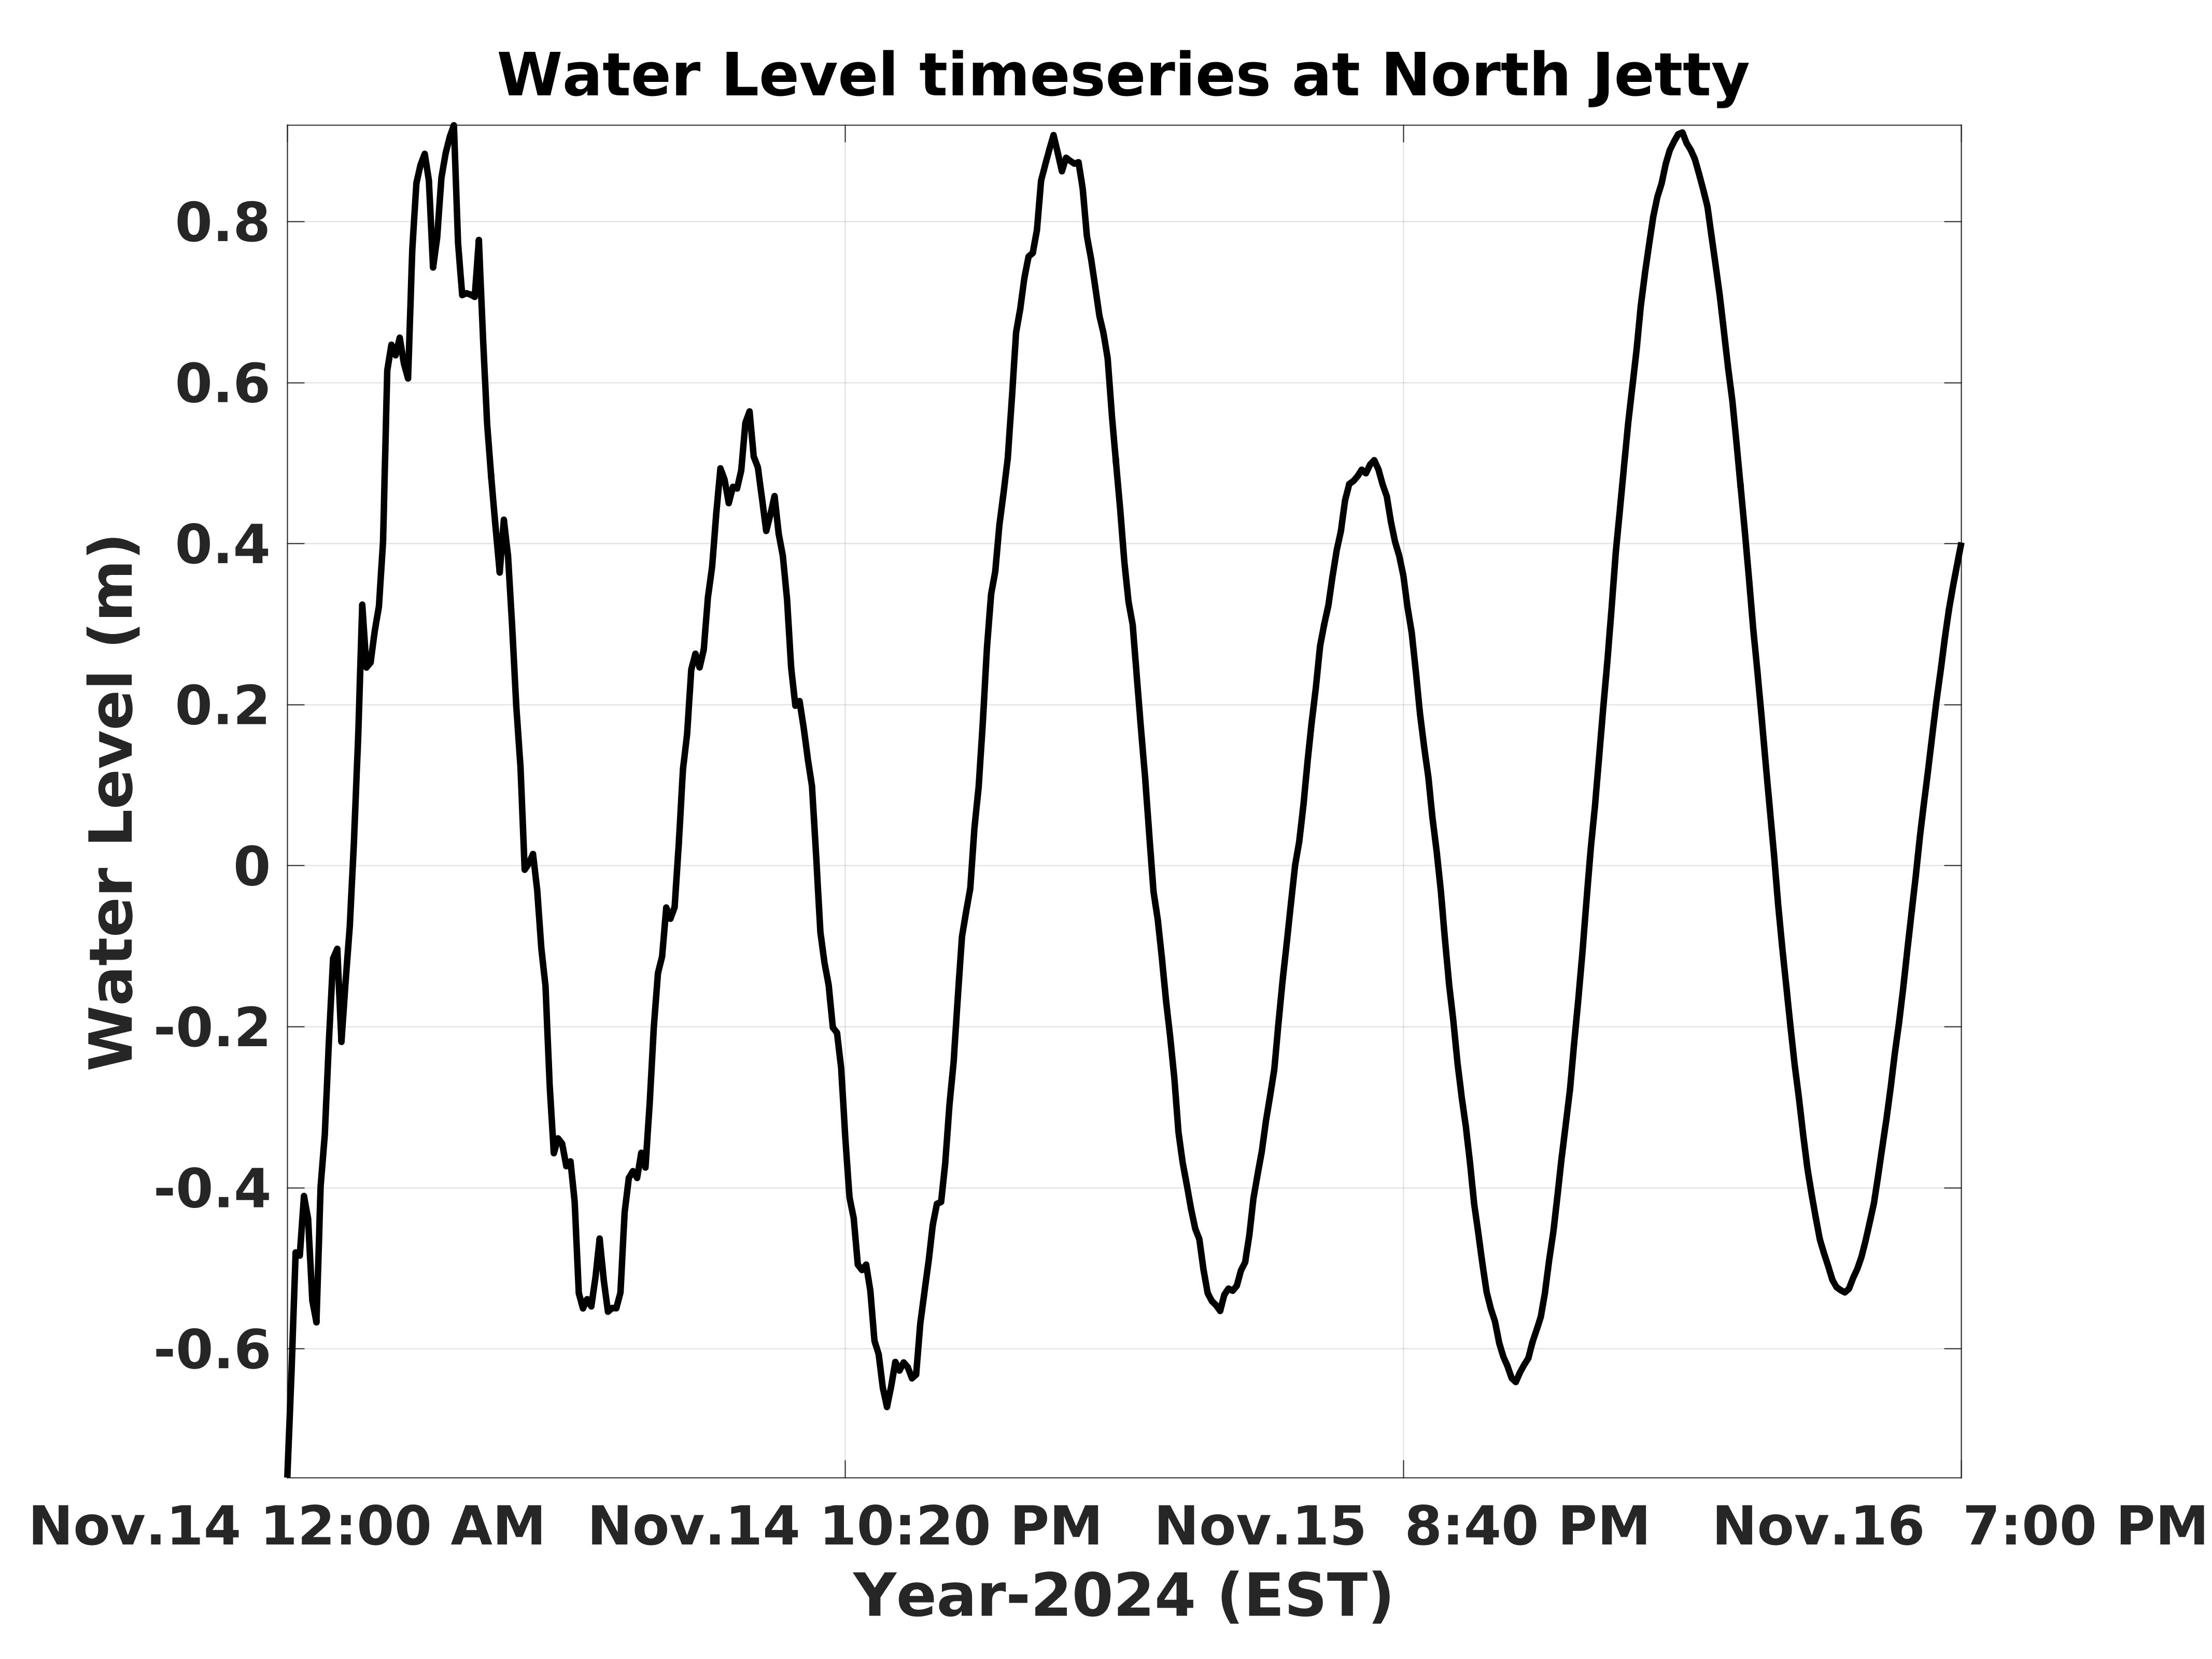 Water Level timeseries at North Jetty
Water Level (m)
0.8
0.6
0.4
0.2
0
-0.2
-0.4
-0.6
Nov.14 12:00 AM Nov.14 10:20 PM Nov.15 8:40 PM Nov.16 7:00 PM
Year-2024 (EST)